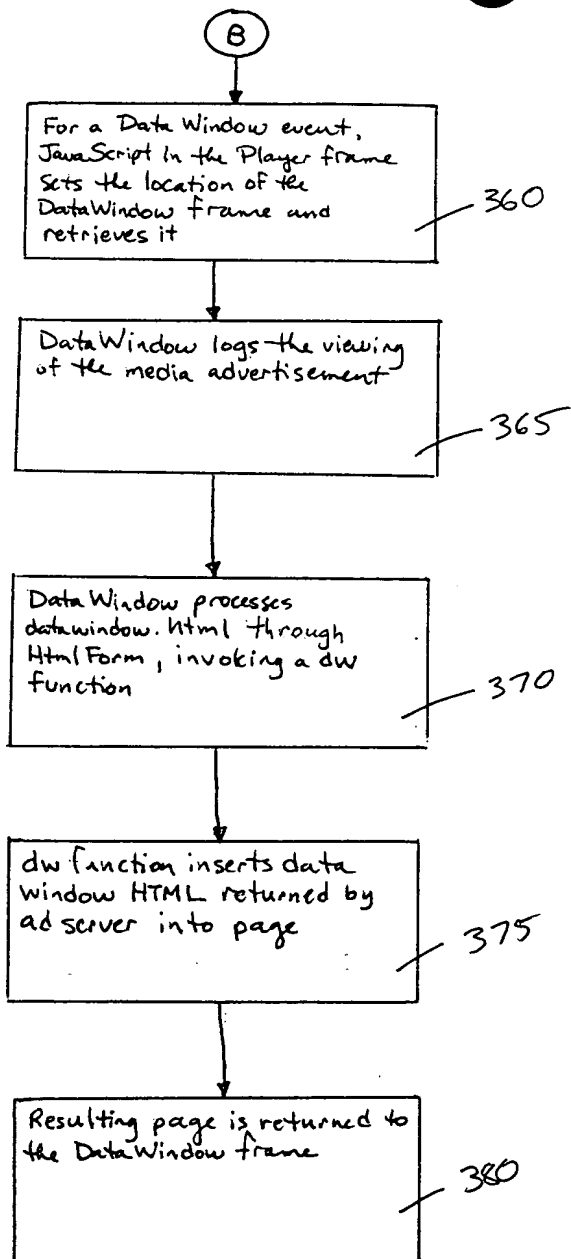 B
For a Data Window event,
JavaScript in the Player frame
sets the location of the
DataWindow frame and
retrieves it
360
DataWindow logs the viewing
of the media advertisement
365
DataWindow processes
datawindow.html through
HtmlForm, invoking a dw
function
370
dw function inserts data
window HTML returned by
ad server into page
375
Resulting page is returned to
the DataWindow frame
380